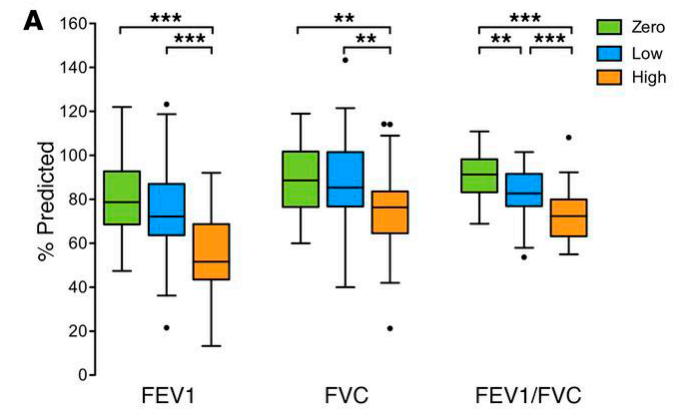 A
160
140
120
100
80
60
40
20
0
% Predicted
***
***
**
**
***
**
***
FEV1
FVC
FEV1/FVC
Zero
Low
High